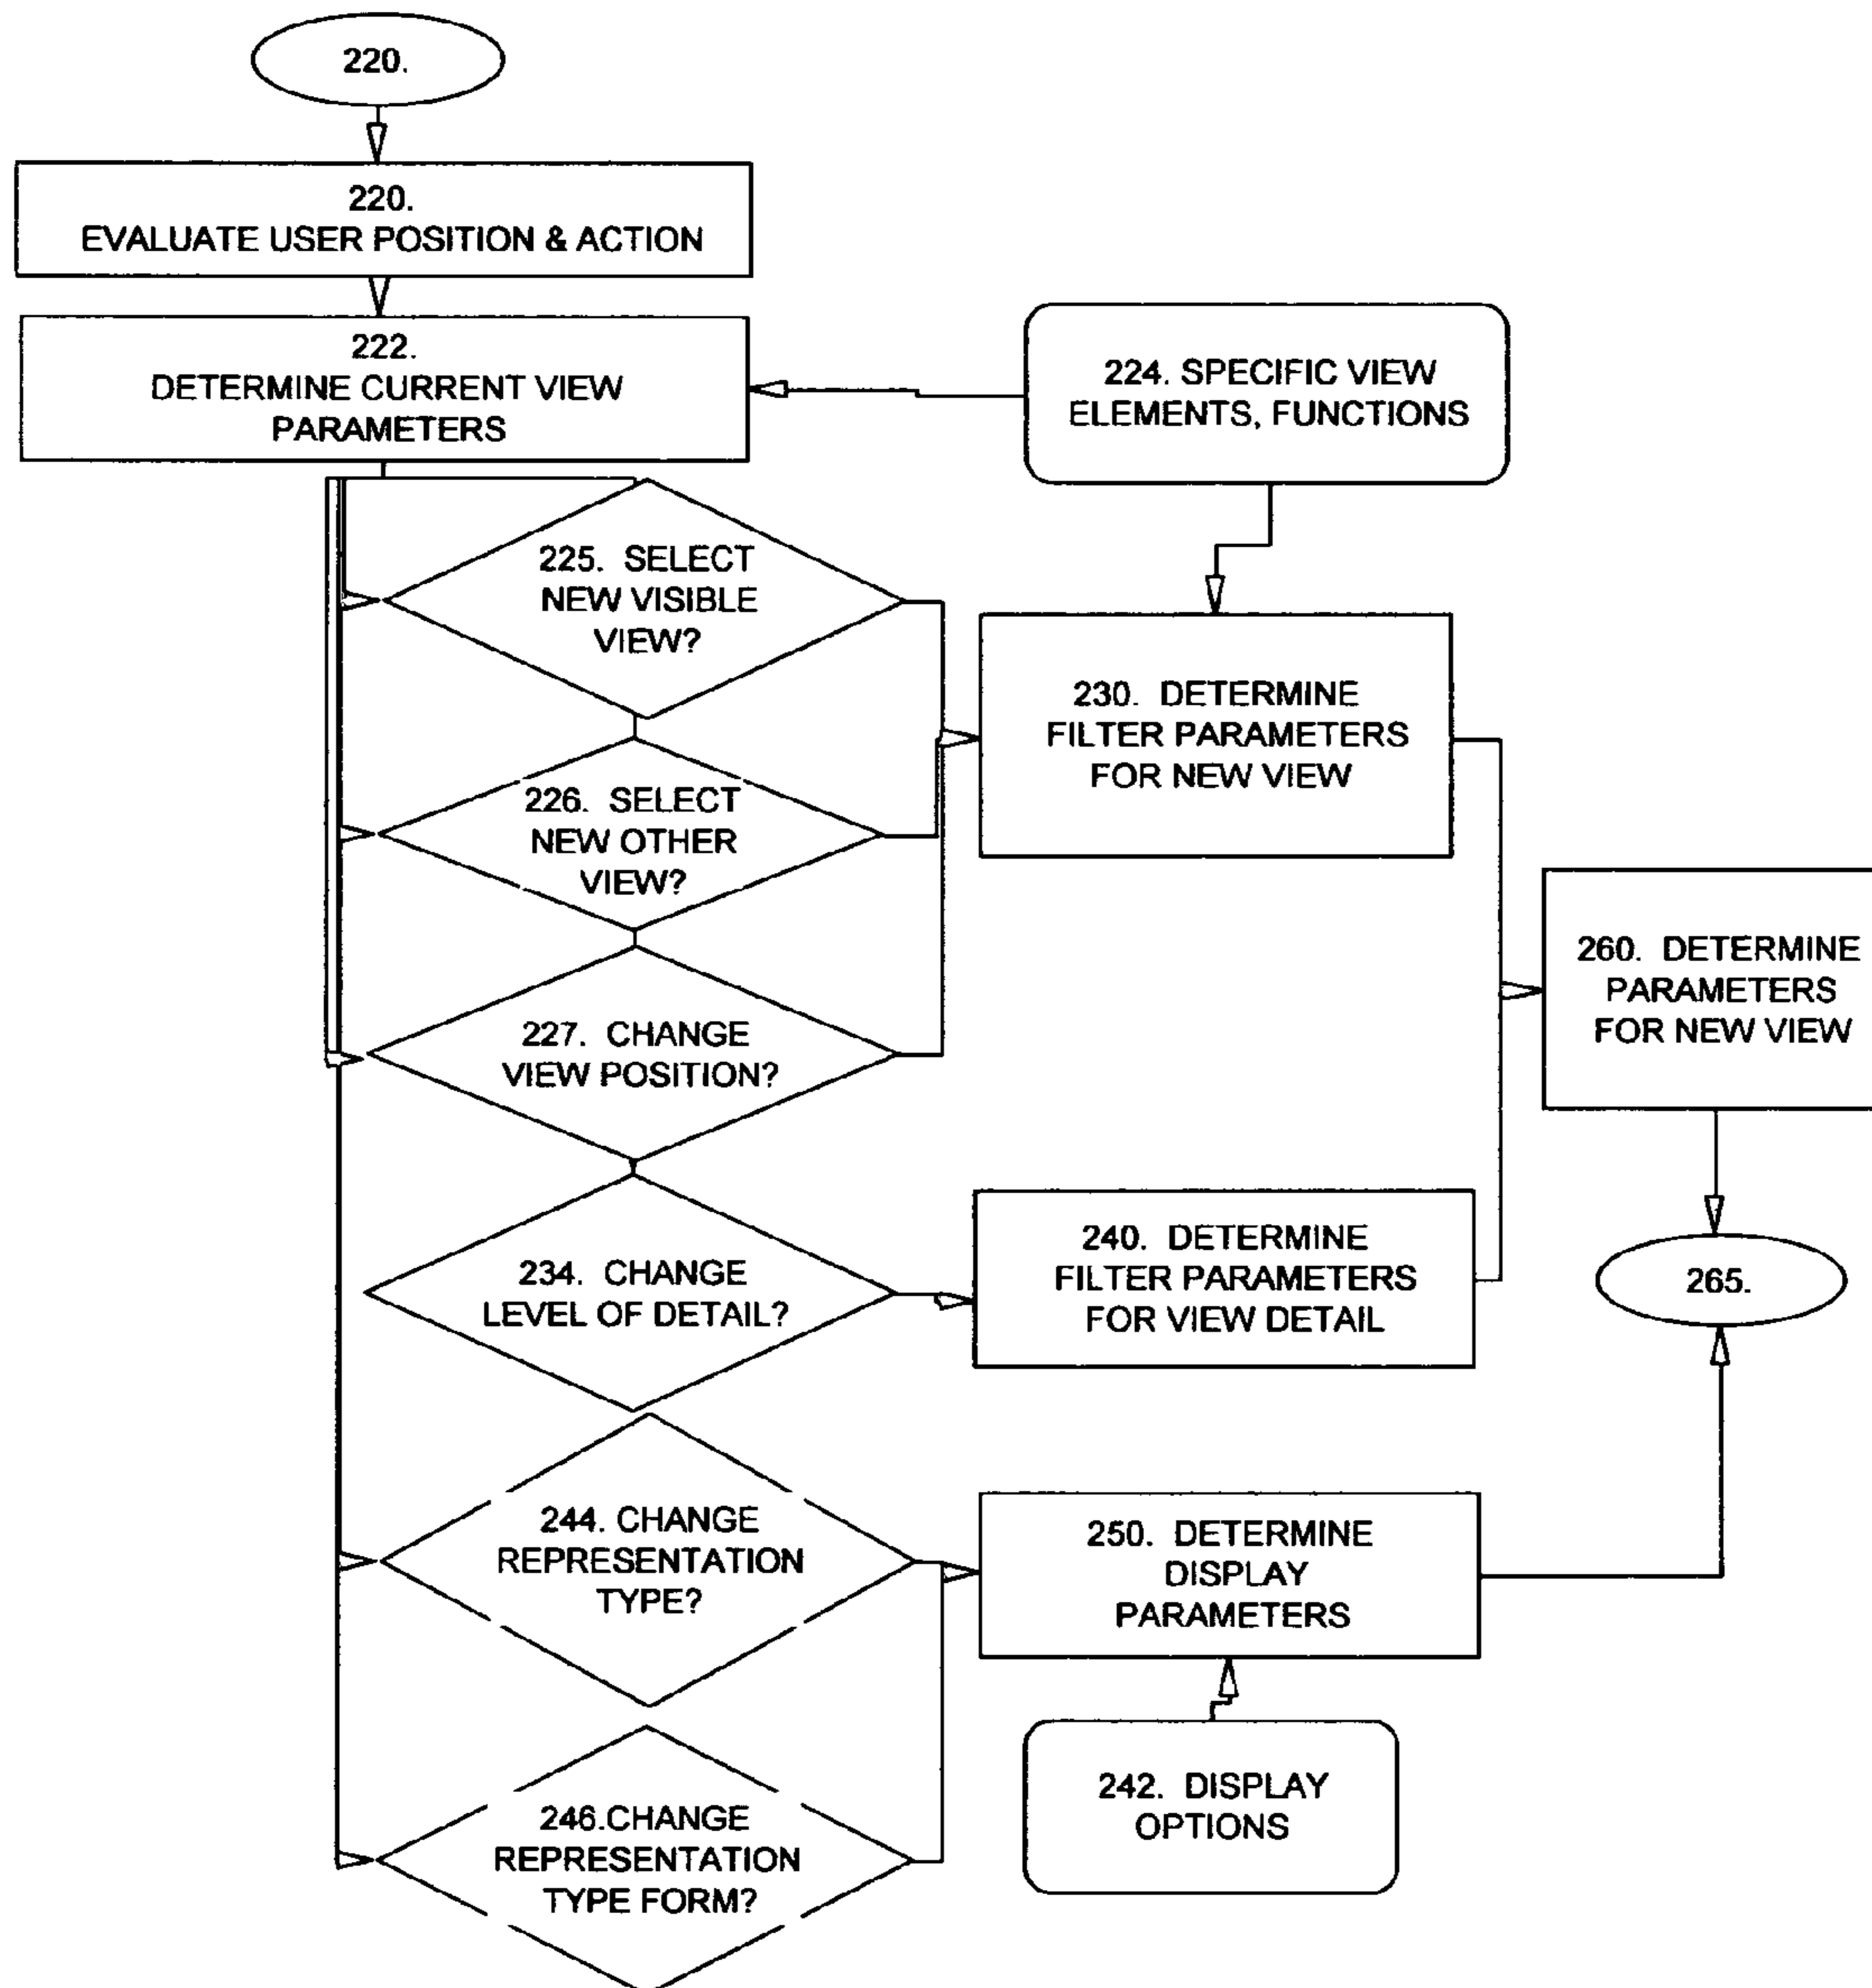 220.
220.
EVALUATE USER POSITION & ACTION
222.
DETERMINE CURRENT VIEW
PARAMETERS
224. SPECIFIC VIEW
ELEMENTS, FUNCTIONS
225. SELECT
NEW VISIBLE
VIEW?
230. DETERMINE
FILTER PARAMETERS
FOR NEW VIEW
226. SELECT
NEW OTHER
VIEW?
260. DETERMINE
PARAMETERS
FOR NEW VIEW
227. CHANGE
VIEW POSITION?
234. CHANGE
LEVEL OF DETAIL?
240. DETERMINE
FILTER PARAMETERS
FOR VIEW DETAIL
265.
244. CHANGE
REPRESENTATION
TYPE?
250. DETERMINE
DISPLAY
PARAMETERS
242. DISPLAY
OPTIONS
246.CHANGE
REPRESENTATION
TYPE FORM?